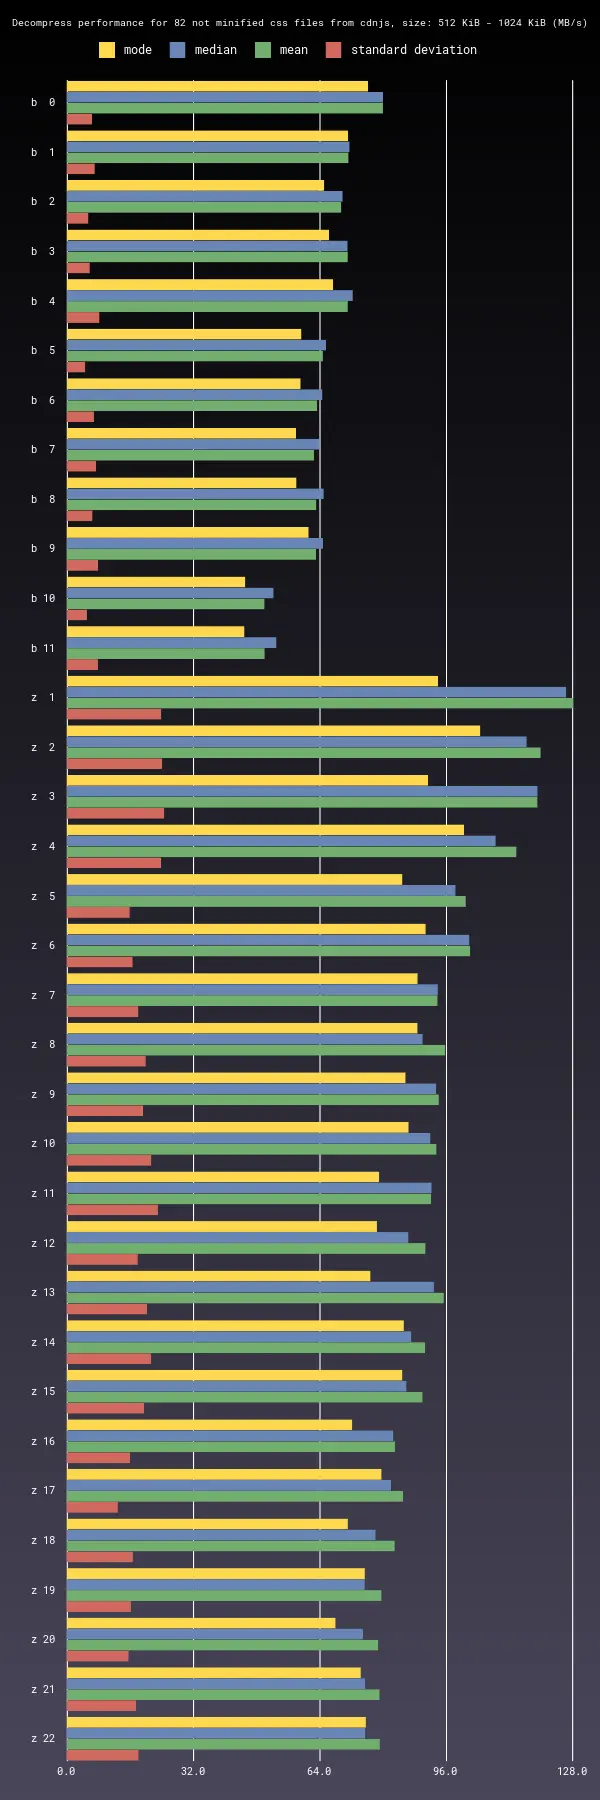 Decompress performance for 82 not minified css files from cdnjs, size: 512 KiB - 1024 KiB (MB/s)
mode median mean standard deviation
b 0
b 1
b 2
b 3
b 4
b 5
b 6
b 7
b 8
b 9
b 10
b 11
z 1
z 2
z 3
z 4
z 5
z 6
z 7
z 8
z 9
z 10
z 11
z 12
z 13
z 14
z 15
z 16
z 17
z 18
z 19
z 20
z 21
z 22
0.0 32.0 64.0 96.0 128.0